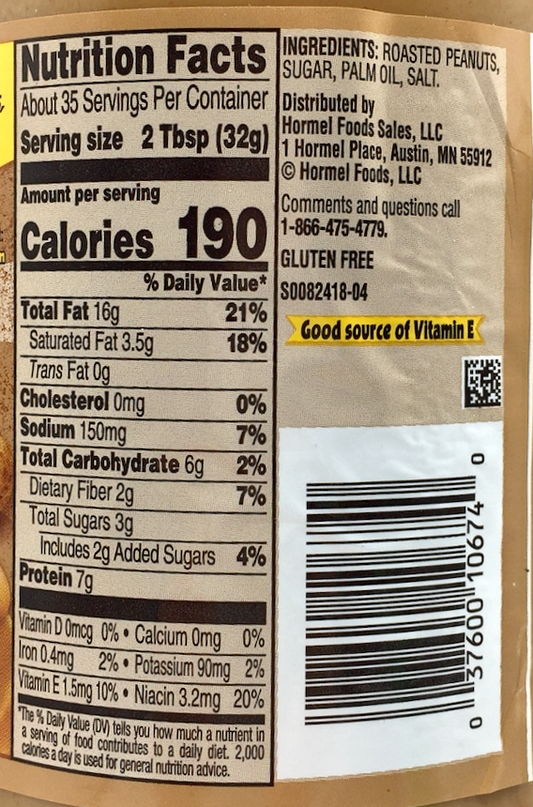 Nutrition Facts
About 35 Servings Per Container
Serving size 2 Tbsp (32g)
Amount per serving
Calories 190
% Daily Value*
Total Fat 16g 21%
Saturated Fat 3.5g 18%
Trans Fat 0g
Cholesterol 0mg 0%
Sodium 150mg 7%
Total Carbohydrate 6g 2%
Dietary Fiber 2g 7%
Total Sugars 3g
Includes 2g Added Sugars 4%
Protein 7g
Vitamin D 0mcg 0% • Calcium 0mg 0%
Iron 0.4mg 2% • Potassium 90mg 2%
Vitamin E 1.5mg 10% • Niacin 3.2mg 20%
*The % Daily Value (DV) tells you how much a nutrient in
a serving of food contributes to a daily diet. 2,000
calories a day is used for general nutrition advice.
INGREDIENTS: ROASTED PEANUTS,
SUGAR, PALM OIL, SALT.
Distributed by
Hormel Foods Sales, LLC
1 Hormel Place, Austin, MN 55912
© Hormel Foods, LLC
Comments and questions call
1-866-475-4779.
GLUTEN FREE
S0082418-04
Good source of Vitamin E
0 37600 10674 0